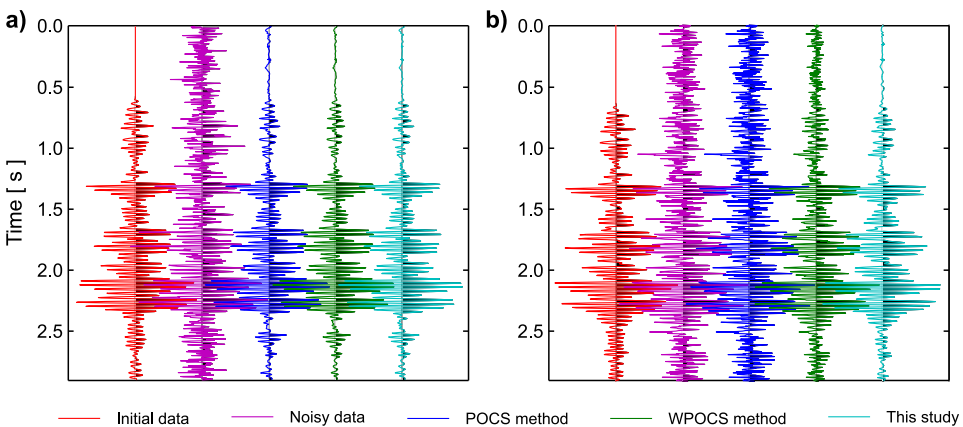 a)
b)
0.0
0.5
1.0
1.5
2.0
2.5
Time [ s ]
0.0
0.5
1.0
1.5
2.0
2.5
Initial data
Noisy data
POCS method
WPOCS method
This study